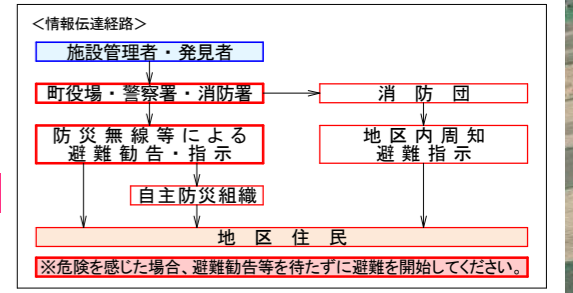 ＜情報伝達経路＞
施設管理者・発見者
町役場・警察署・消防署
消防団
防災無線等による
避難勧告・指示
地区内周知
避難指示
自主防災組織
地区住民
※危険を感じた場合、避難勧告等を待たずに避難を開始してください。